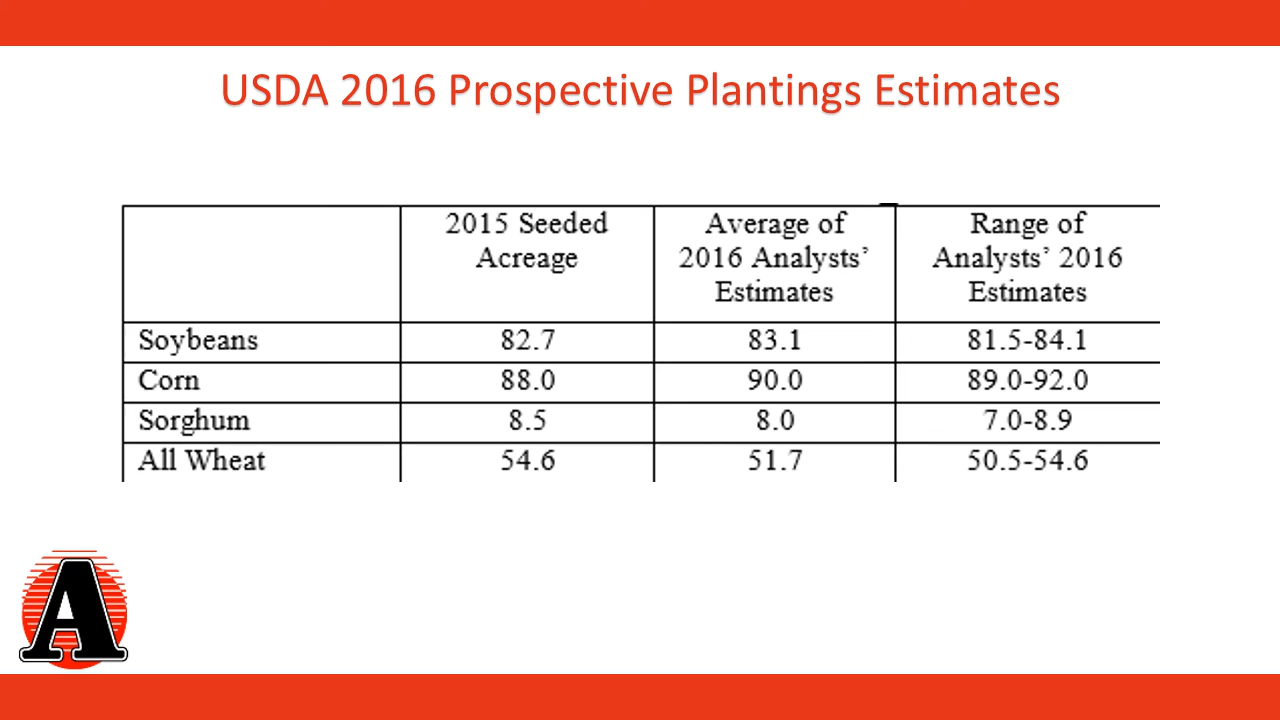 USDA 2016 Prospective Plantings Estimates
2015 Seeded Acreage | Average of 2016 Analysts’ Estimates | Range of Analysts’ 2016 Estimates
Soybeans | 82.7 | 83.1 | 81.5-84.1
Corn | 88.0 | 90.0 | 89.0-92.0
Sorghum | 8.5 | 8.0 | 7.0-8.9
All Wheat | 54.6 | 51.7 | 50.5-54.6
A